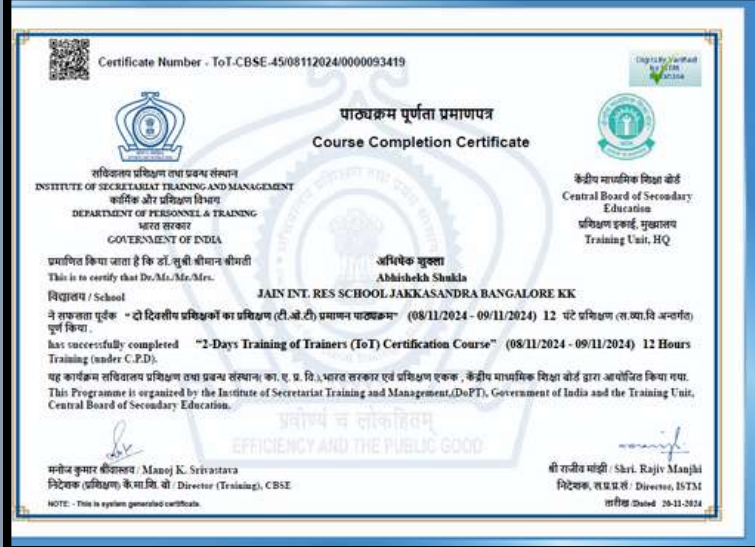 Certificate Number - ToT-CBSE-45/08112024/0000093419
Digitally Verified
पाठ्यक्रम पूर्णता प्रमाणपत्र
Course Completion Certificate
सचिवालय प्रशिक्षण तथा प्रबन्ध संस्थान
INSTITUTE OF SECRETARIAT TRAINING AND MANAGEMENT
कार्मिक और प्रशिक्षण विभाग
DEPARTMENT OF PERSONNEL & TRAINING
भारत सरकार
GOVERNMENT OF INDIA
केंद्रीय माध्यमिक शिक्षा बोर्ड
Central Board of Secondary
Education
प्रशिक्षण इकाई, मुख्यालय
Training Unit, HQ
प्रमाणित किया जाता है कि डॉ. सुश्री श्रीमान श्रीमती अभिषेक शुक्ला
This is to certify that Dr./Ms./Mr./Mrs. Abhishekh Shukla
विद्यालय / School JAIN INT. RES SCHOOL JAKKASANDRA BANGALORE KK
ने सफलता पूर्वक "दो दिवसीय प्रशिक्षकों का प्रशिक्षण (टी.ओ.टी) प्रमाणन पाठ्यक्रम" (08/11/2024 - 09/11/2024) 12 घंटे प्रशिक्षण (स.व्या.वि अन्तर्गत)
पूर्ण किया .
has successfully completed "2-Days Training of Trainers (ToT) Certification Course" (08/11/2024 - 09/11/2024) 12 Hours
Training (under C.P.D).
यह कार्यक्रम सचिवालय प्रशिक्षण तथा प्रबन्ध संस्थान( का. ए. प्र. वि.),भारत सरकार एवं प्रशिक्षण एकक , केंद्रीय माध्यमिक शिक्षा बोर्ड द्वारा आयोजित किया गया.
This Programme is organized by the Institute of Secretariat Training and Management,(DoPT), Government of India and the Training Unit,
Central Board of Secondary Education.
EFFICIENCY AND THE PUBLIC GOOD
मनोज कुमार श्रीवास्तव / Manoj K. Srivastava
निदेशक (प्रशिक्षण) के.मा.शि. बो / Director (Training), CBSE
श्री राजीव मांझी / Shri. Rajiv Manjhi
निदेशक, स.प्र.प्र.सं / Director, ISTM
NOTE: - This is system generated certificate.
तारीख /Dated 20-11-2024